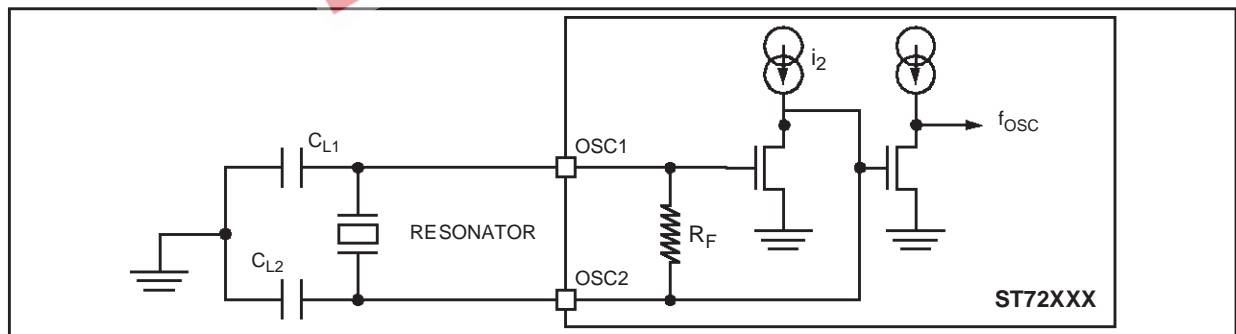 i2
fOSC
CL1
OSC1
RESONATOR
RF
CL2
OSC2
ST72XXX